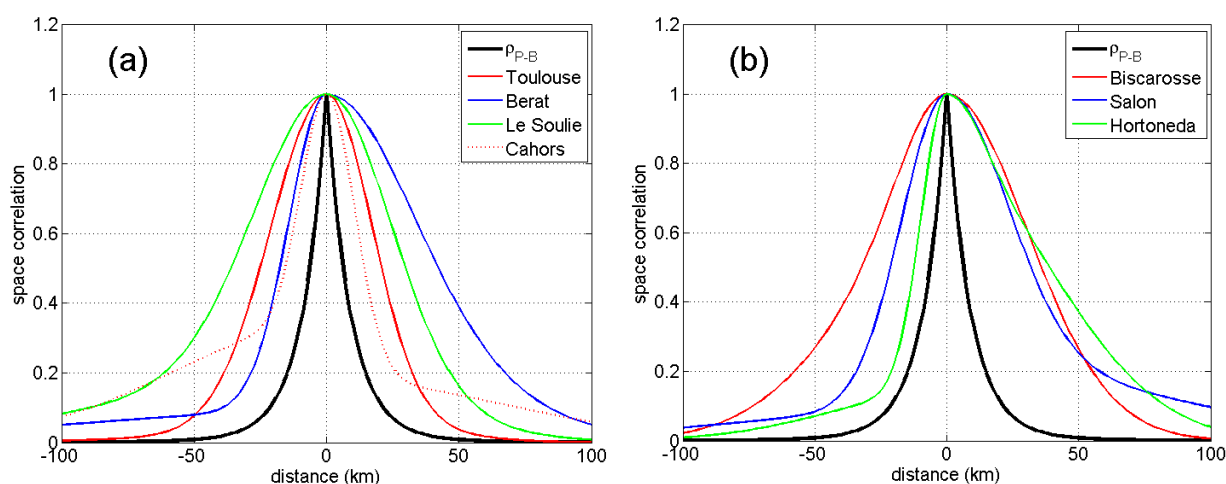 (a)
1.2
1
0.8
0.6
0.4
0.2
0
space correlation
-100
-50
0
50
100
distance (km)
ρP-B
Toulouse
Berat
Le Soulie
Cahors
(b)
1.2
1
0.8
0.6
0.4
0.2
0
space correlation
-100
-50
0
50
100
distance (km)
ρP-B
Biscarosse
Salon
Hortoneda